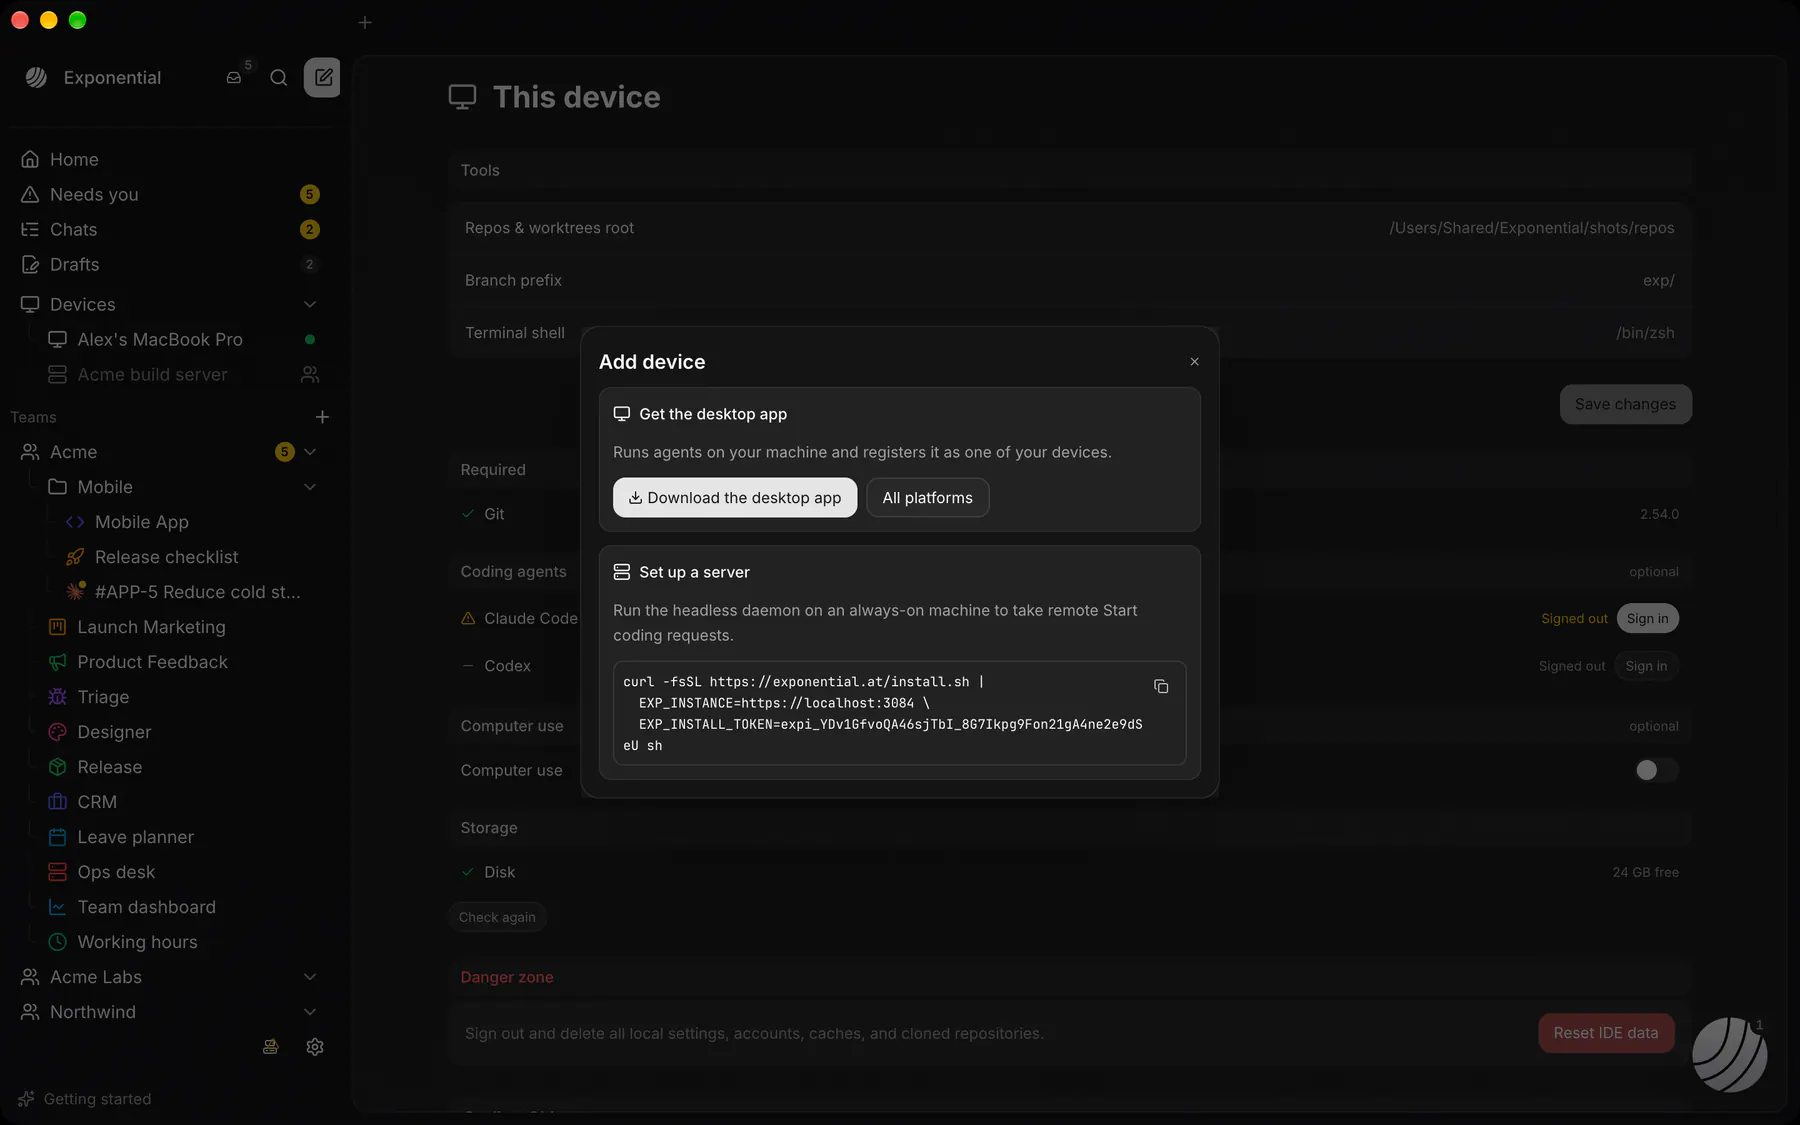 Exponential
5
Home
Needs you
5
Chats
2
Drafts
2
Devices
Alex's MacBook Pro
Acme build server
Teams
Acme
5
Mobile
Mobile App
Release checklist
#APP-5 Reduce cold st...
Launch Marketing
Product Feedback
Triage
Designer
Release
CRM
Leave planner
Ops desk
Team dashboard
Working hours
Acme Labs
Northwind
Getting started
This device
Tools
Repos & worktrees root
/Users/Shared/Exponential/shots/repos
Branch prefix
exp/
Terminal shell
/bin/zsh
Save changes
Required
Git
2.54.0
Coding agents
optional
Claude Code
Signed out
Sign in
Codex
Signed out
Sign in
Computer use
optional
Computer use
Storage
Disk
24 GB free
Check again
Danger zone
Sign out and delete all local settings, accounts, caches, and cloned repositories.
Reset IDE data
1
Add device
Get the desktop app
Runs agents on your machine and registers it as one of your devices.
Download the desktop app
All platforms
Set up a server
Run the headless daemon on an always-on machine to take remote Start
coding requests.
curl -fsSL https://exponential.at/install.sh |
EXP_INSTANCE=https://localhost:3084 \
EXP_INSTALL_TOKEN=expi_YDv1GfvoQA46sjTbI_8G7Ikpg9Fon21gA4ne2e9dS
eU sh